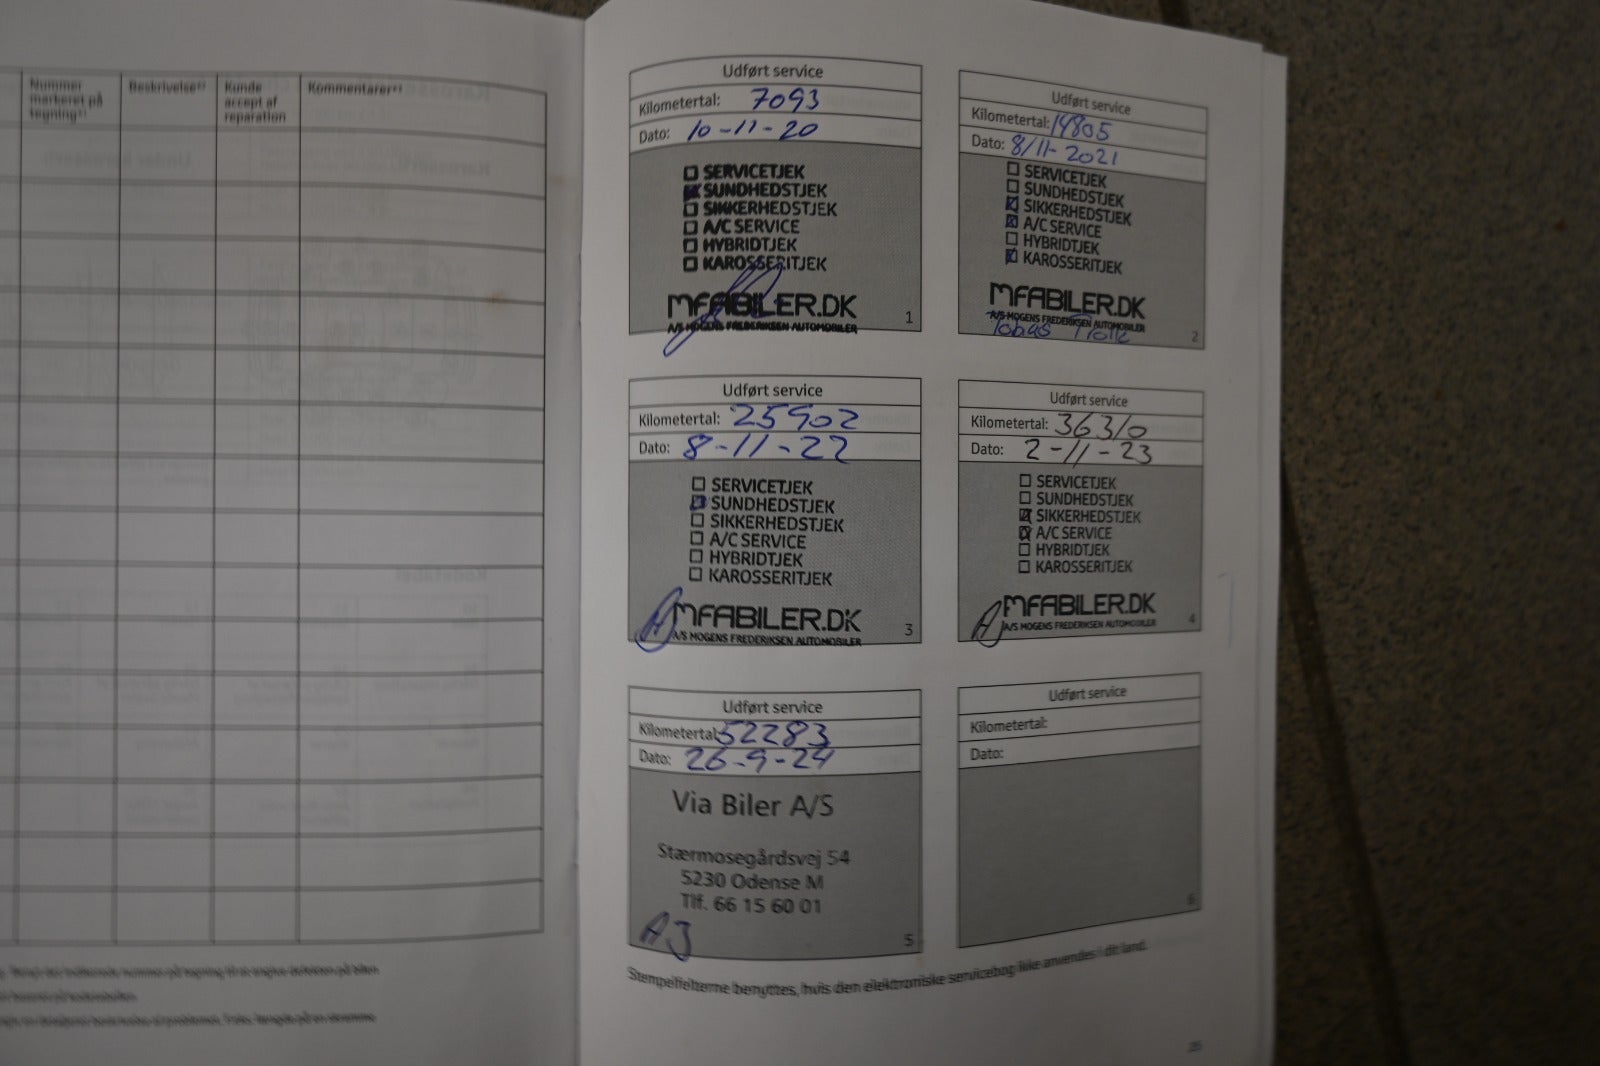 Nummer
markeret på
tegning*)
Beskrivelse*)
Kunde
accept af
reparation
Kommentarer*)
Udført service
Kilometertal: 7093
Dato: 10-11-20
SERVICETJEK
SUNDHEDSTJEK
SIKKERHEDSTJEK
A/C SERVICE
HYBRIDTJEK
KAROSSERITJEK
MFABILER.DK
A/S MOGENS FREDERIKSEN AUTOMOBILER
1
Udført service
Kilometertal: 14805
Dato: 8/11-2021
SERVICETJEK
SUNDHEDSTJEK
SIKKERHEDSTJEK
A/C SERVICE
HYBRIDTJEK
KAROSSERITJEK
MFABILER.DK
A/S MOGENS FREDERIKSEN AUTOMOBILER
Tobias
2
Udført service
Kilometertal: 25902
Dato: 8-11-22
SERVICETJEK
SUNDHEDSTJEK
SIKKERHEDSTJEK
A/C SERVICE
HYBRIDTJEK
KAROSSERITJEK
MFABILER.DK
A/S MOGENS FREDERIKSEN AUTOMOBILER
3
Udført service
Kilometertal: 36310
Dato: 2-11-23
SERVICETJEK
SUNDHEDSTJEK
SIKKERHEDSTJEK
A/C SERVICE
HYBRIDTJEK
KAROSSERITJEK
MFABILER.DK
A/S MOGENS FREDERIKSEN AUTOMOBILER
4
Udført service
Kilometertal: 52283
Dato: 26-9-24
Via Biler A/S
Stærmosegårdsvej 54
5230 Odense M
Tlf. 66 15 60 01
AJ
5
Udført service
Kilometertal:
Dato:
6
Stempelfelterne benyttes, hvis den elektroniske servicebog ikke anvendes i dit land.